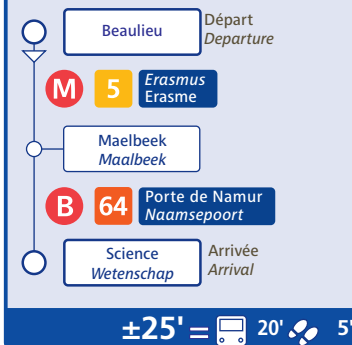 Beaulieu
Départ
Departure
M 5 Erasmus
Erasme
Maelbeek
Maalbeek
B 64 Porte de Namur
Naamsepoort
Science
Wetenschap
Arrivée
Arrival
±25' = 20' 5'